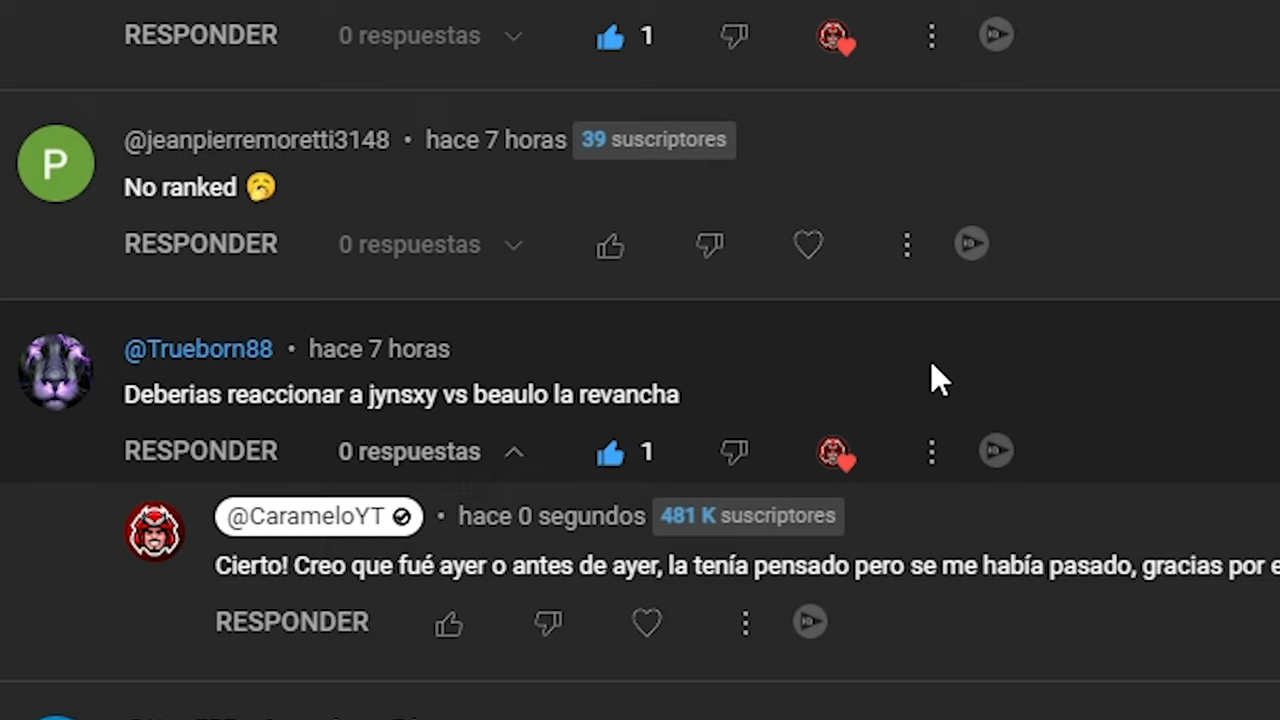 RESPONDER 0 respuestas 1
@jeanpierremoretti3148 • hace 7 horas 39 suscriptores
P
No ranked 🥱
RESPONDER 0 respuestas
@Trueborn88 • hace 7 horas
Deberias reaccionar a jynsxy vs beaulo la revancha
RESPONDER 0 respuestas 1
@CarameloYT • hace 0 segundos 481 K suscriptores
Cierto! Creo que fué ayer o antes de ayer, la tenía pensado pero se me había pasado, gracias por
RESPONDER